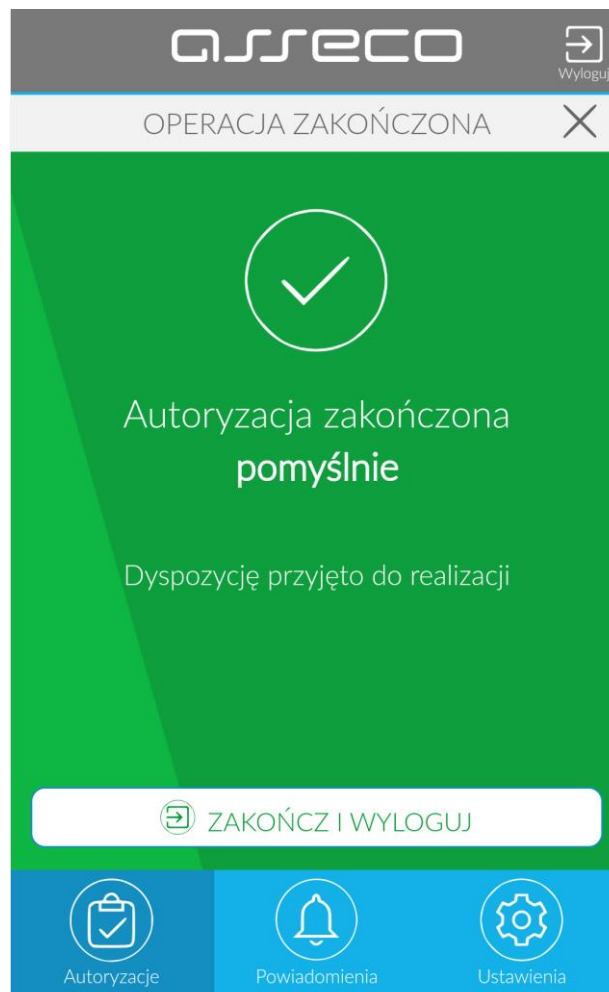 asseco
Wyloguj
OPERACJA ZAKOŃCZONA
Autoryzacja zakończona
pomyślnie
Dyspozycję przyjęto do realizacji
ZAKOŃCZ I WYLOGUJ
Autoryzacje
Powiadomienia
Ustawienia